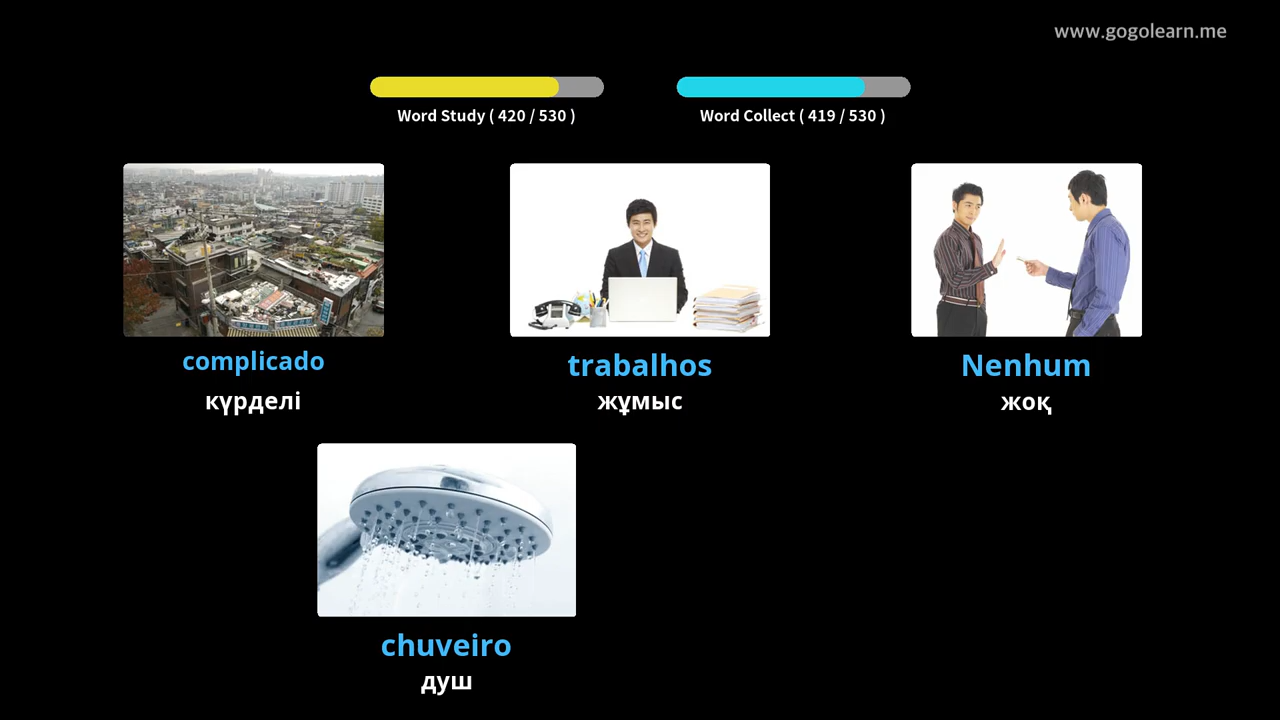 www.gogolearn.me
Word Study ( 420 / 530 )
Word Collect ( 419 / 530 )
complicado
күрделі
trabalhos
жұмыс
Nenhum
жоқ
chuveiro
душ